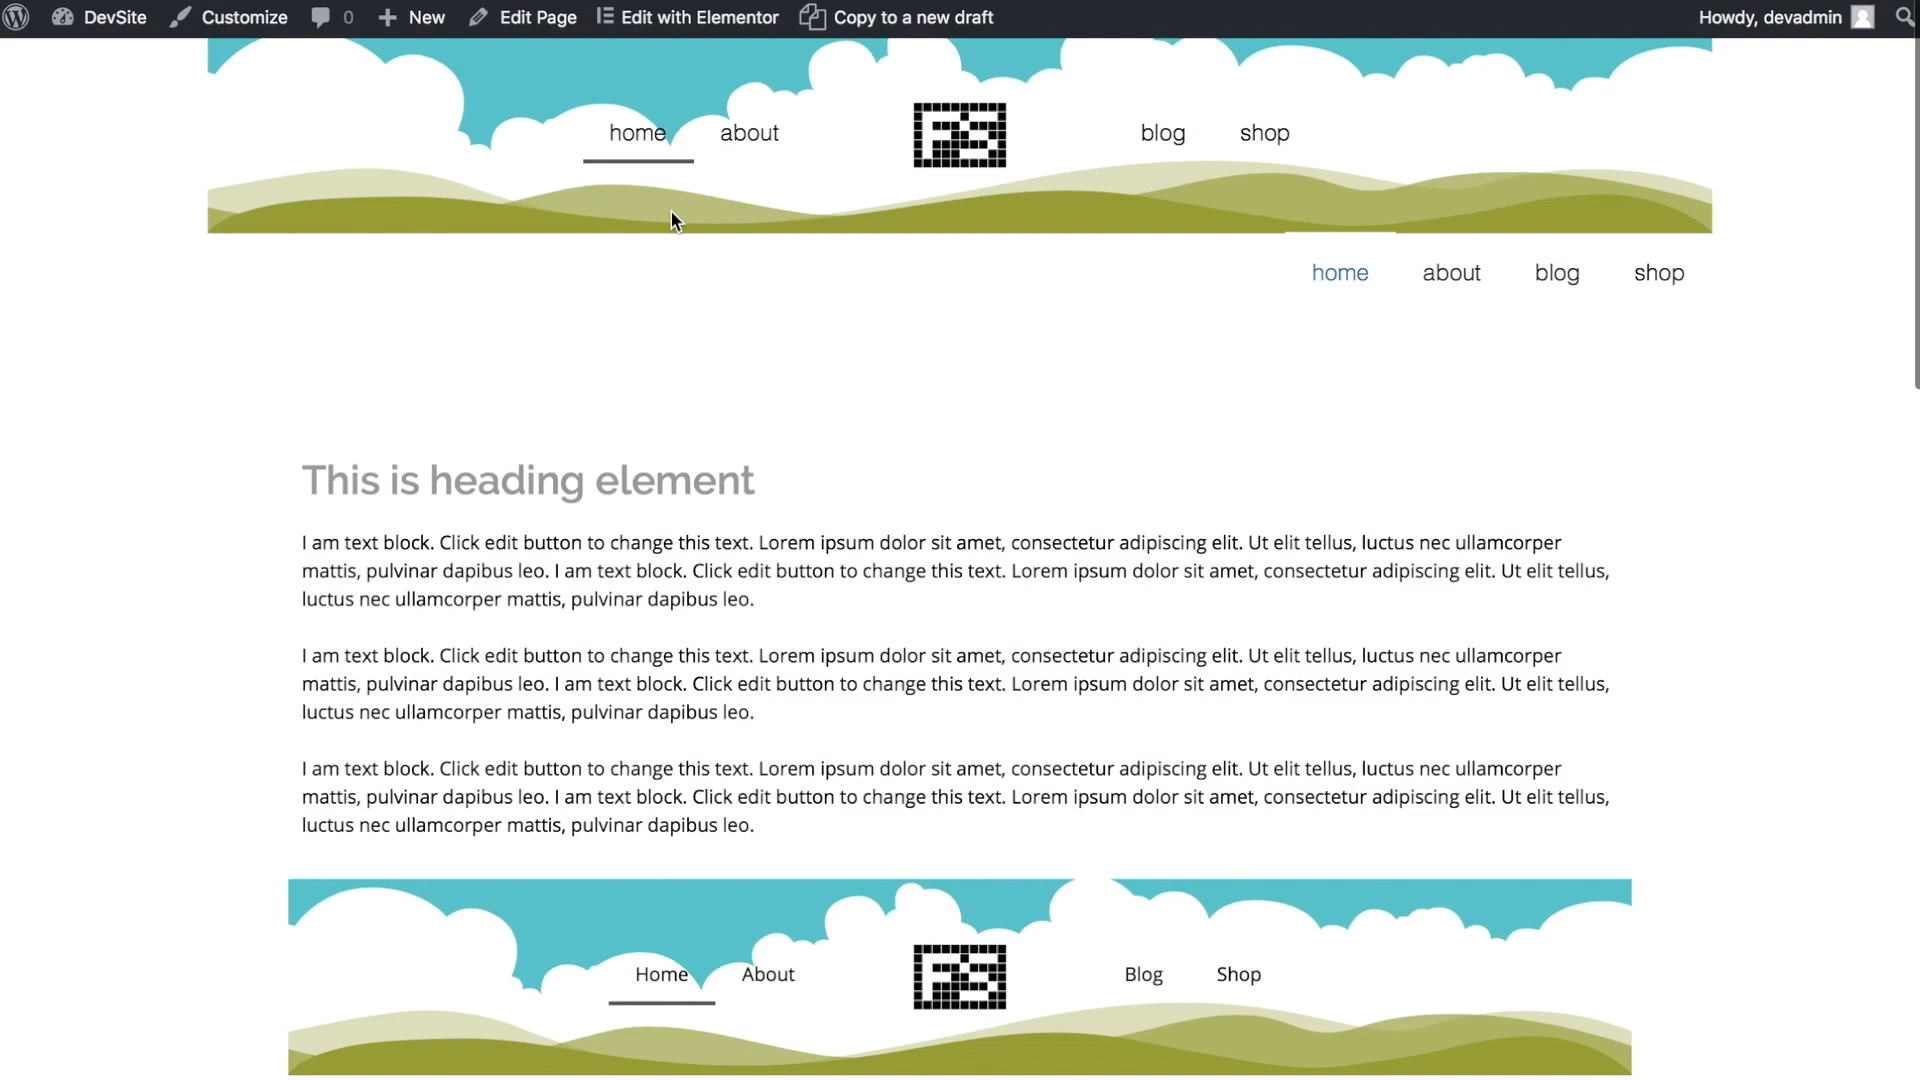 DevSite Customize 0 New Edit Page Edit with Elementor Copy to a new draft Howdy, devadmin
home about FS blog shop
home about blog shop
This is heading element
I am text block. Click edit button to change this text. Lorem ipsum dolor sit amet, consectetur adipiscing elit. Ut elit tellus, luctus nec ullamcorper
mattis, pulvinar dapibus leo. I am text block. Click edit button to change this text. Lorem ipsum dolor sit amet, consectetur adipiscing elit. Ut elit tellus,
luctus nec ullamcorper mattis, pulvinar dapibus leo.
I am text block. Click edit button to change this text. Lorem ipsum dolor sit amet, consectetur adipiscing elit. Ut elit tellus, luctus nec ullamcorper
mattis, pulvinar dapibus leo. I am text block. Click edit button to change this text. Lorem ipsum dolor sit amet, consectetur adipiscing elit. Ut elit tellus,
luctus nec ullamcorper mattis, pulvinar dapibus leo.
I am text block. Click edit button to change this text. Lorem ipsum dolor sit amet, consectetur adipiscing elit. Ut elit tellus, luctus nec ullamcorper
mattis, pulvinar dapibus leo. I am text block. Click edit button to change this text. Lorem ipsum dolor sit amet, consectetur adipiscing elit. Ut elit tellus,
luctus nec ullamcorper mattis, pulvinar dapibus leo.
Home About FS Blog Shop